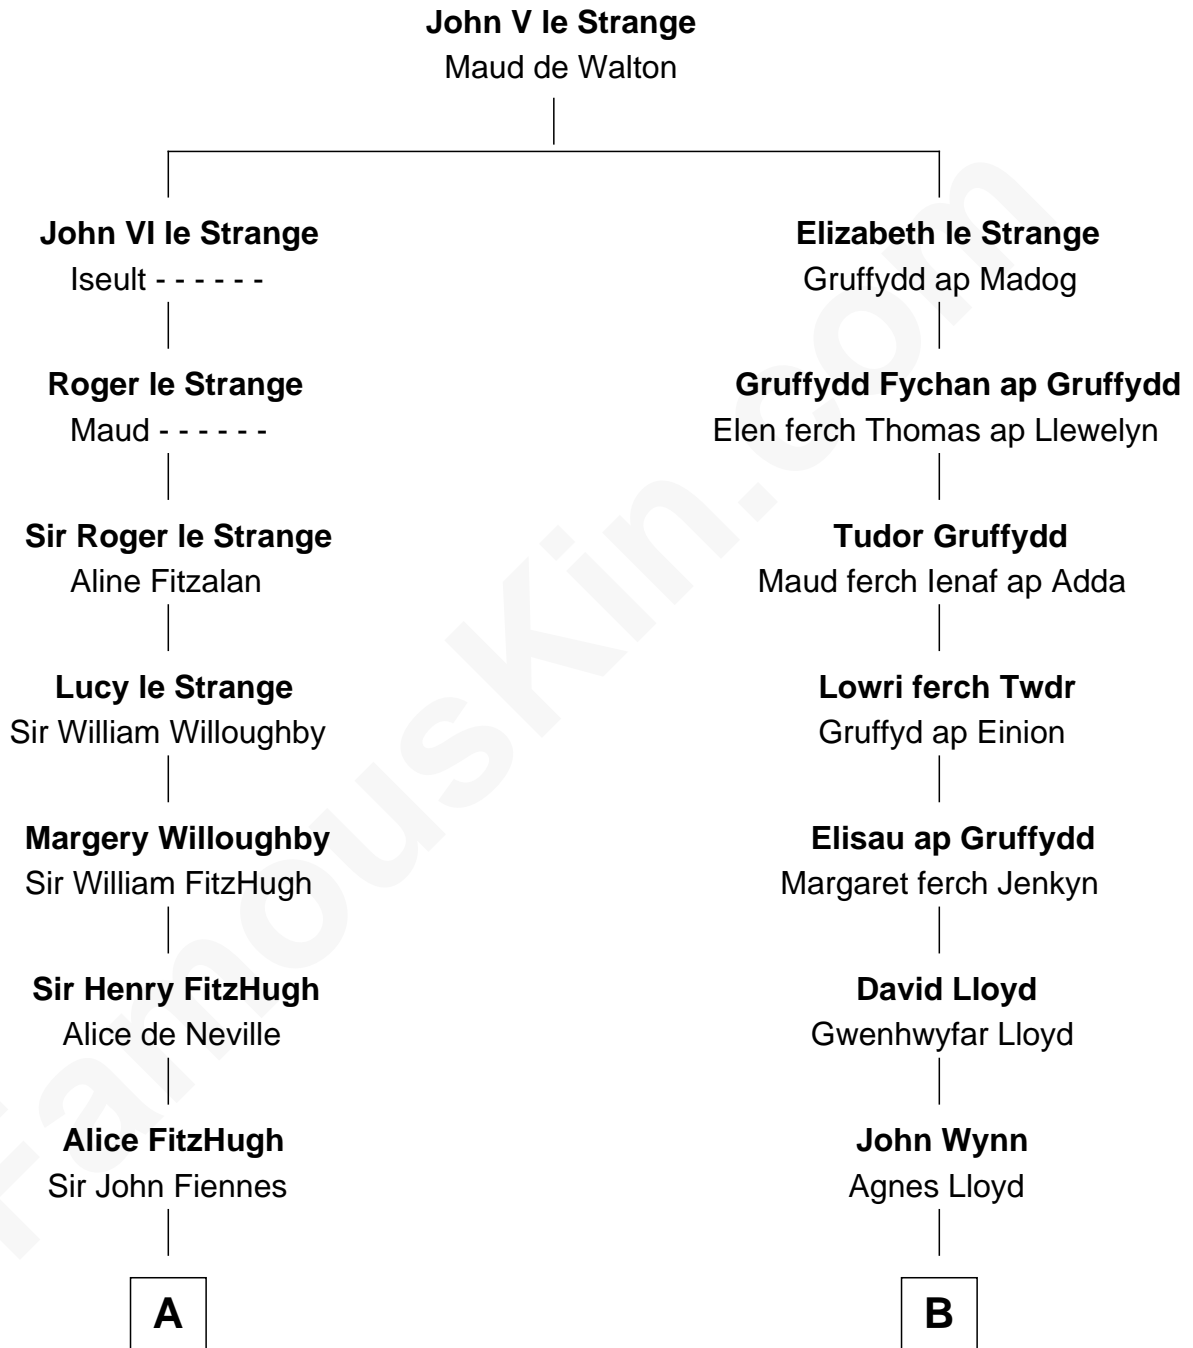 John V le Strange
Maud de Walton
John VI le Strange
Iseult - - - - - -
Elizabeth le Strange
Gruffydd ap Madog
Roger le Strange
Maud - - - - - -
Gruffydd Fychan ap Gruffydd
Elen ferch Thomas ap Llewelyn
Sir Roger le Strange
Aline Fitzalan
Tudor Gruffydd
Maud ferch Ienaf ap Adda
Lucy le Strange
Sir William Willoughby
Lowri ferch Twdr
Gruffyd ap Einion
Margery Willoughby
Sir William FitzHugh
Elisau ap Gruffydd
Margaret ferch Jenkyn
Sir Henry FitzHugh
Alice de Neville
David Lloyd
Gwenhwyfar Lloyd
Alice FitzHugh
Sir John Fiennes
John Wynn
Agnes Lloyd
A
B
FamousKin.com